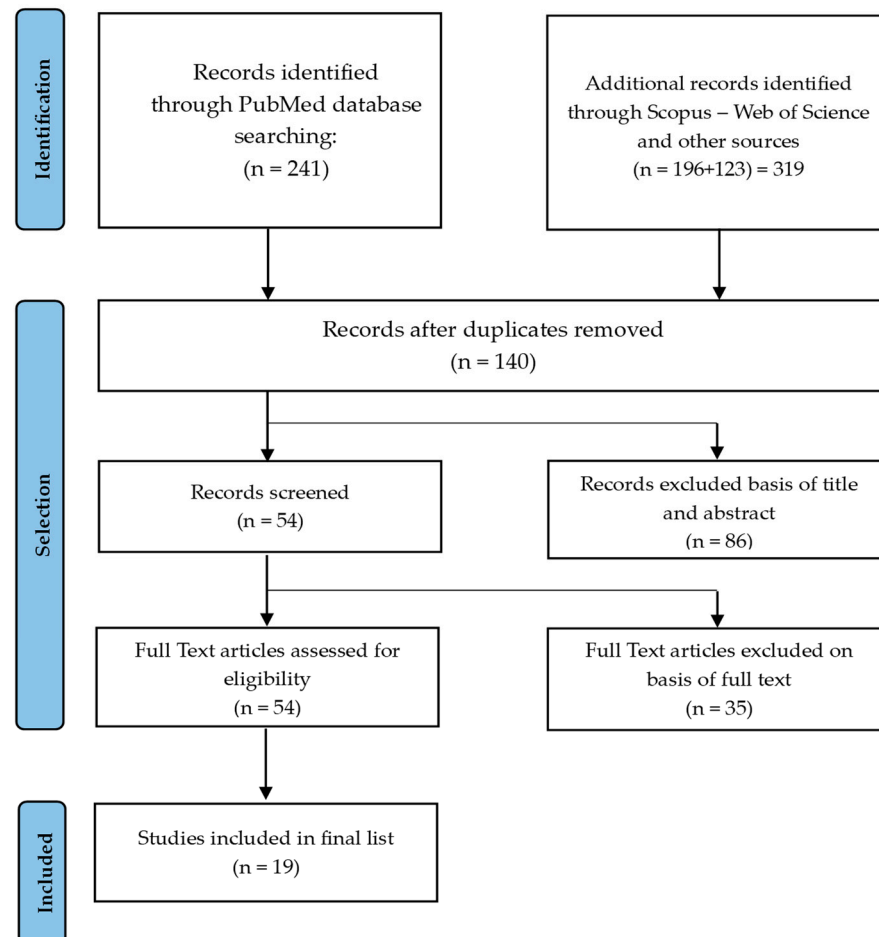 Identification
Records identified
through PubMed database
searching:
(n = 241)
Additional records identified
through Scopus – Web of Science
and other sources
(n = 196+123) = 319
Selection
Records after duplicates removed
(n = 140)
Records screened
(n = 54)
Records excluded basis of title
and abstract
(n = 86)
Full Text articles assessed for
eligibility
(n = 54)
Full Text articles excluded on
basis of full text
(n = 35)
Included
Studies included in final list
(n = 19)